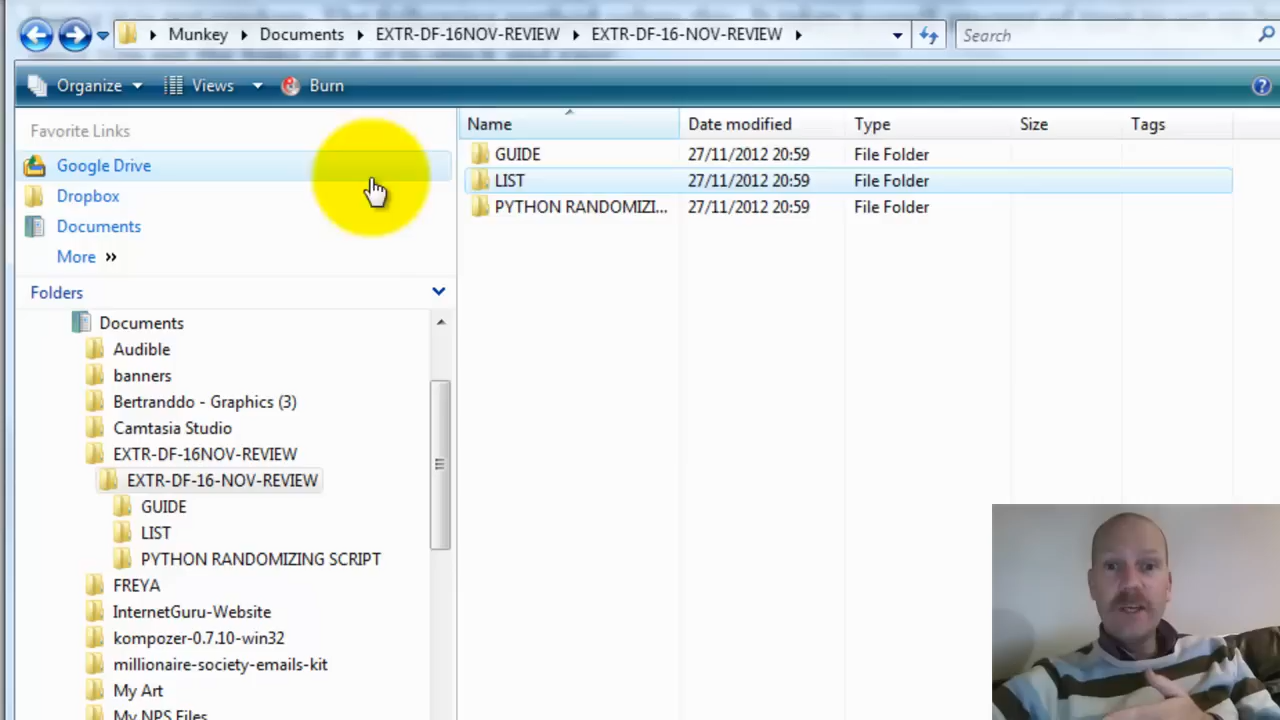 Munkey Documents EXTR-DF-16NOV-REVIEW EXTR-DF-16-NOV-REVIEW Search
Organize Views Burn
Favorite Links
Google Drive
Dropbox
Documents
More »
Folders
Documents
Audible
banners
Bertranddo - Graphics (3)
Camtasia Studio
EXTR-DF-16NOV-REVIEW
EXTR-DF-16-NOV-REVIEW
GUIDE
LIST
PYTHON RANDOMIZING SCRIPT
FREYA
InternetGuru-Website
kompozer-0.7.10-win32
millionaire-society-emails-kit
My Art
My NPS Files
Name Date modified Type Size Tags
GUIDE 27/11/2012 20:59 File Folder
LIST 27/11/2012 20:59 File Folder
PYTHON RANDOMIZI... 27/11/2012 20:59 File Folder